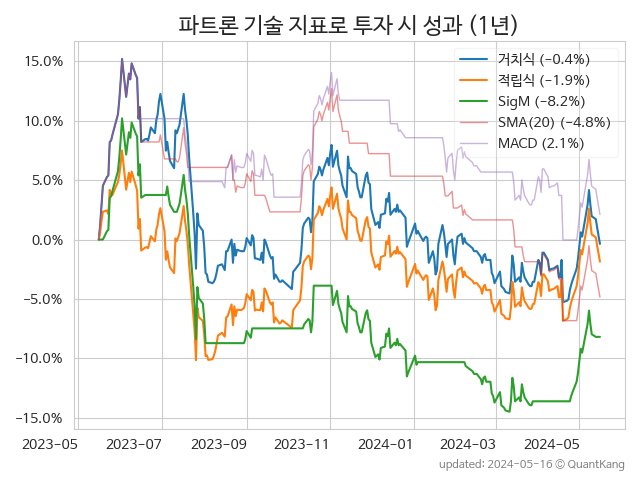 파트론 기술 지표로 투자 시 성과 (1년)
15.0%
10.0%
5.0%
0.0%
−5.0%
−10.0%
−15.0%
거치식 (−0.4%)
적립식 (−1.9%)
SigM (−8.2%)
SMA(20) (−4.8%)
MACD (2.1%)
2023-05
2023-07
2023-09
2023-11
2024-01
2024-03
2024-05
updated: 2024-05-16 © QuantKang